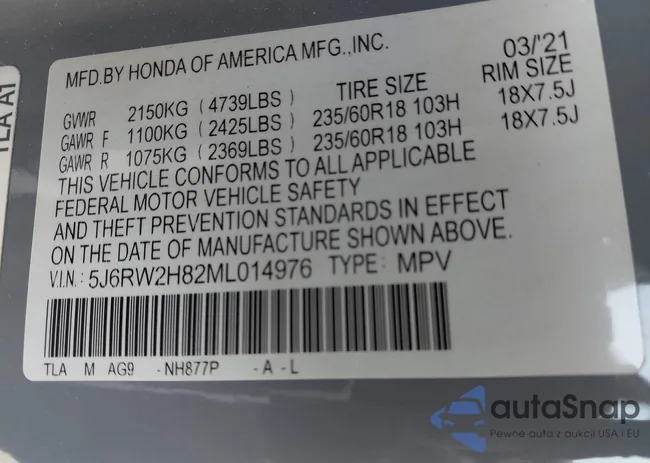 TLA A1
MFD.BY HONDA OF AMERICA MFG.,INC. 03/'21
TIRE SIZE RIM SIZE
GVWR 2150KG (4739LBS)
GAWR F 1100KG (2425LBS) 235/60R18 103H 18X7.5J
GAWR R 1075KG (2369LBS) 235/60R18 103H 18X7.5J
THIS VEHICLE CONFORMS TO ALL APPLICABLE
FEDERAL MOTOR VEHICLE SAFETY
AND THEFT PREVENTION STANDARDS IN EFFECT
ON THE DATE OF MANUFACTURE SHOWN ABOVE.
V.I.N.: 5J6RW2H82ML014976 TYPE: MPV
TLA M AG9 -NH877P -A-L
autaSnap
Pewne auta z aukcji USA i EU